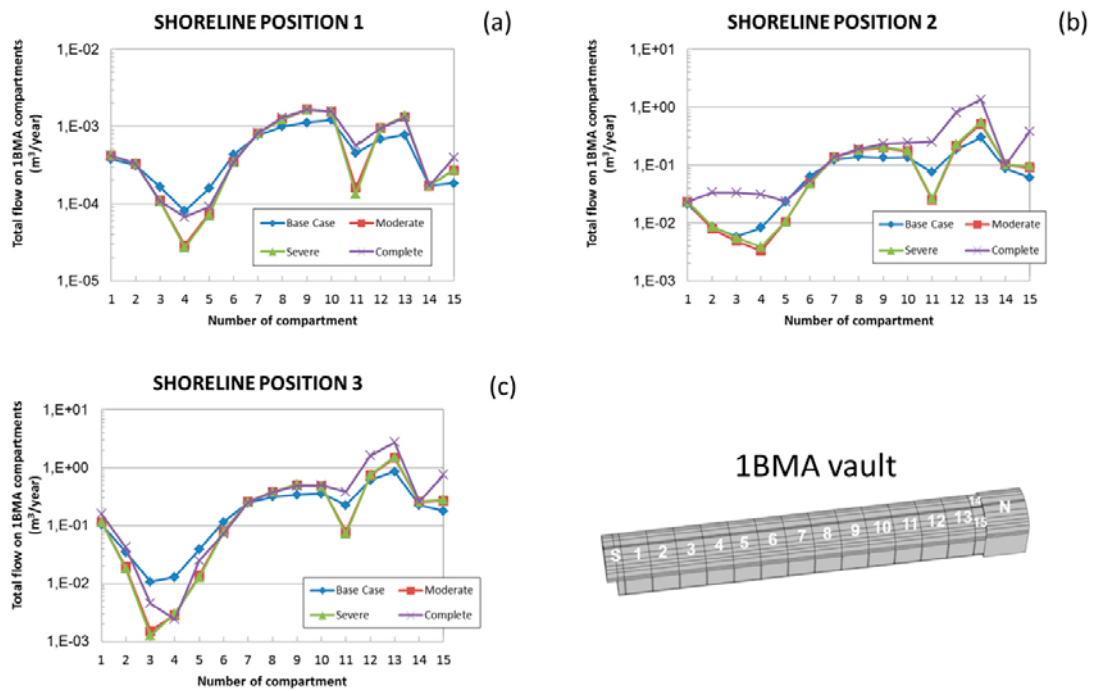 SHORELINE POSITION 1
(a)
Total flow on 1BMA compartments
(m³/year)
1,E-02
1,E-03
1,E-04
1,E-05
Base Case
Moderate
Severe
Complete
1 2 3 4 5 6 7 8 9 10 11 12 13 14 15
Number of compartment
SHORELINE POSITION 2
(b)
Total flow on 1BMA compartments
(m³/year)
1,E+01
1,E+00
1,E-01
1,E-02
1,E-03
Base Case
Moderate
Severe
Complete
1 2 3 4 5 6 7 8 9 10 11 12 13 14 15
Number of compartment
SHORELINE POSITION 3
(c)
Total flow on 1BMA compartments
(m³/year)
1,E+01
1,E+00
1,E-01
1,E-02
1,E-03
Base Case
Moderate
Severe
Complete
1 2 3 4 5 6 7 8 9 10 11 12 13 14 15
Number of compartment
1BMA vault
S 1 2 3 4 5 6 7 8 9 10 11 12 13 14 15 N